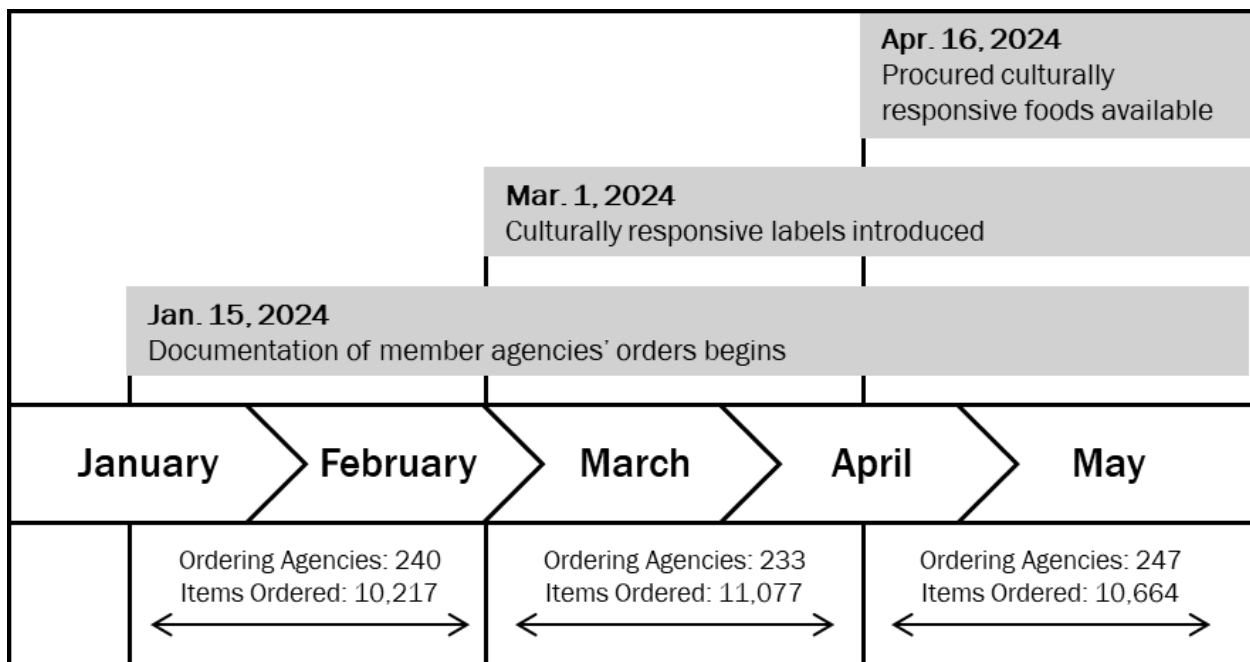 Apr. 16, 2024
Procured culturally
responsive foods available
Mar. 1, 2024
Culturally responsive labels introduced
Jan. 15, 2024
Documentation of member agencies’ orders begins
January
February
March
April
May
Ordering Agencies: 240
Items Ordered: 10,217
Ordering Agencies: 233
Items Ordered: 11,077
Ordering Agencies: 247
Items Ordered: 10,664